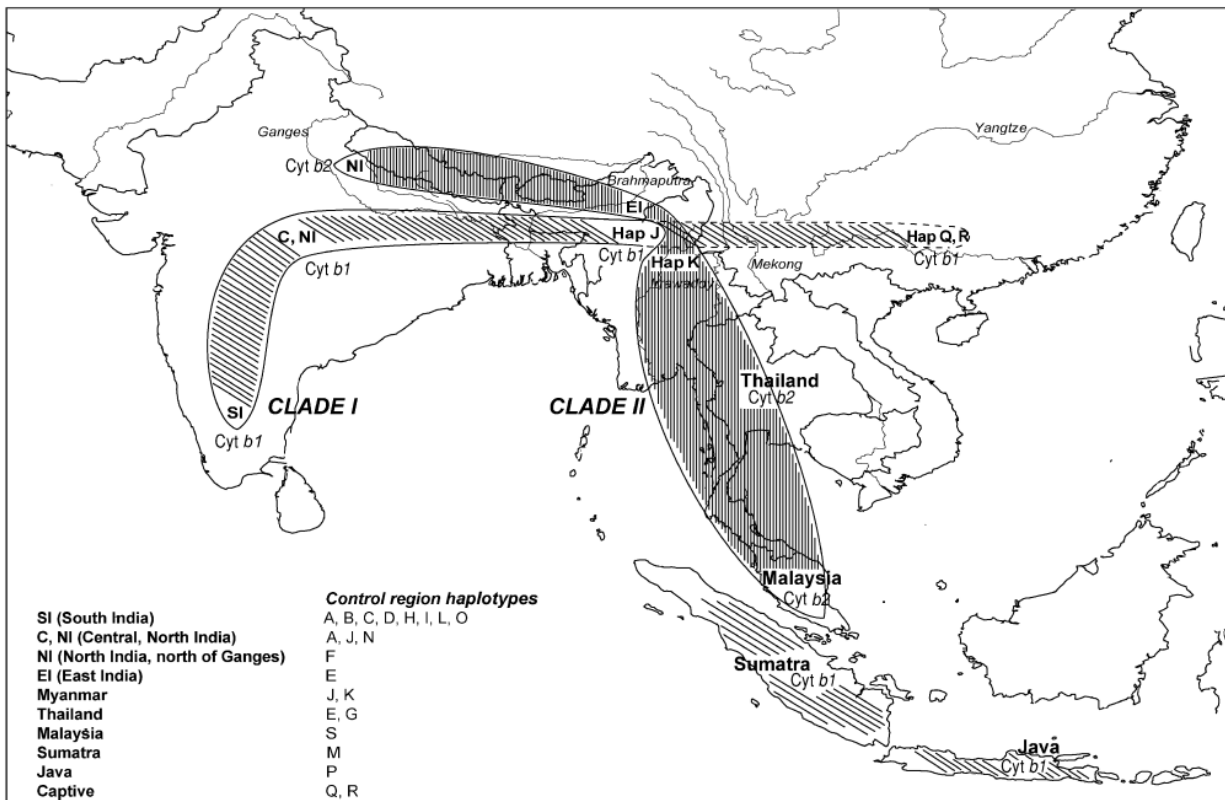 Yangtze
Ganges
Cyt b2
NI
Brahmaputra
EI
C, NI
Hap J
Hap Q, R
Cyt b1
Cyt b1
Cyt b1
Hap K
Mekong
Irrawaddy
Thailand
Cyt b2
SI
CLADE I
CLADE II
Cyt b1
Malaysia
Cyt b2
Sumatra
Cyt b1
Java
Cyt b1
Control region haplotypes
SI (South India) A, B, C, D, H, I, L, O
C, NI (Central, North India) A, J, N
NI (North India, north of Ganges) F
EI (East India) E
Myanmar J, K
Thailand E, G
Malaysia S
Sumatra M
Java P
Captive Q, R